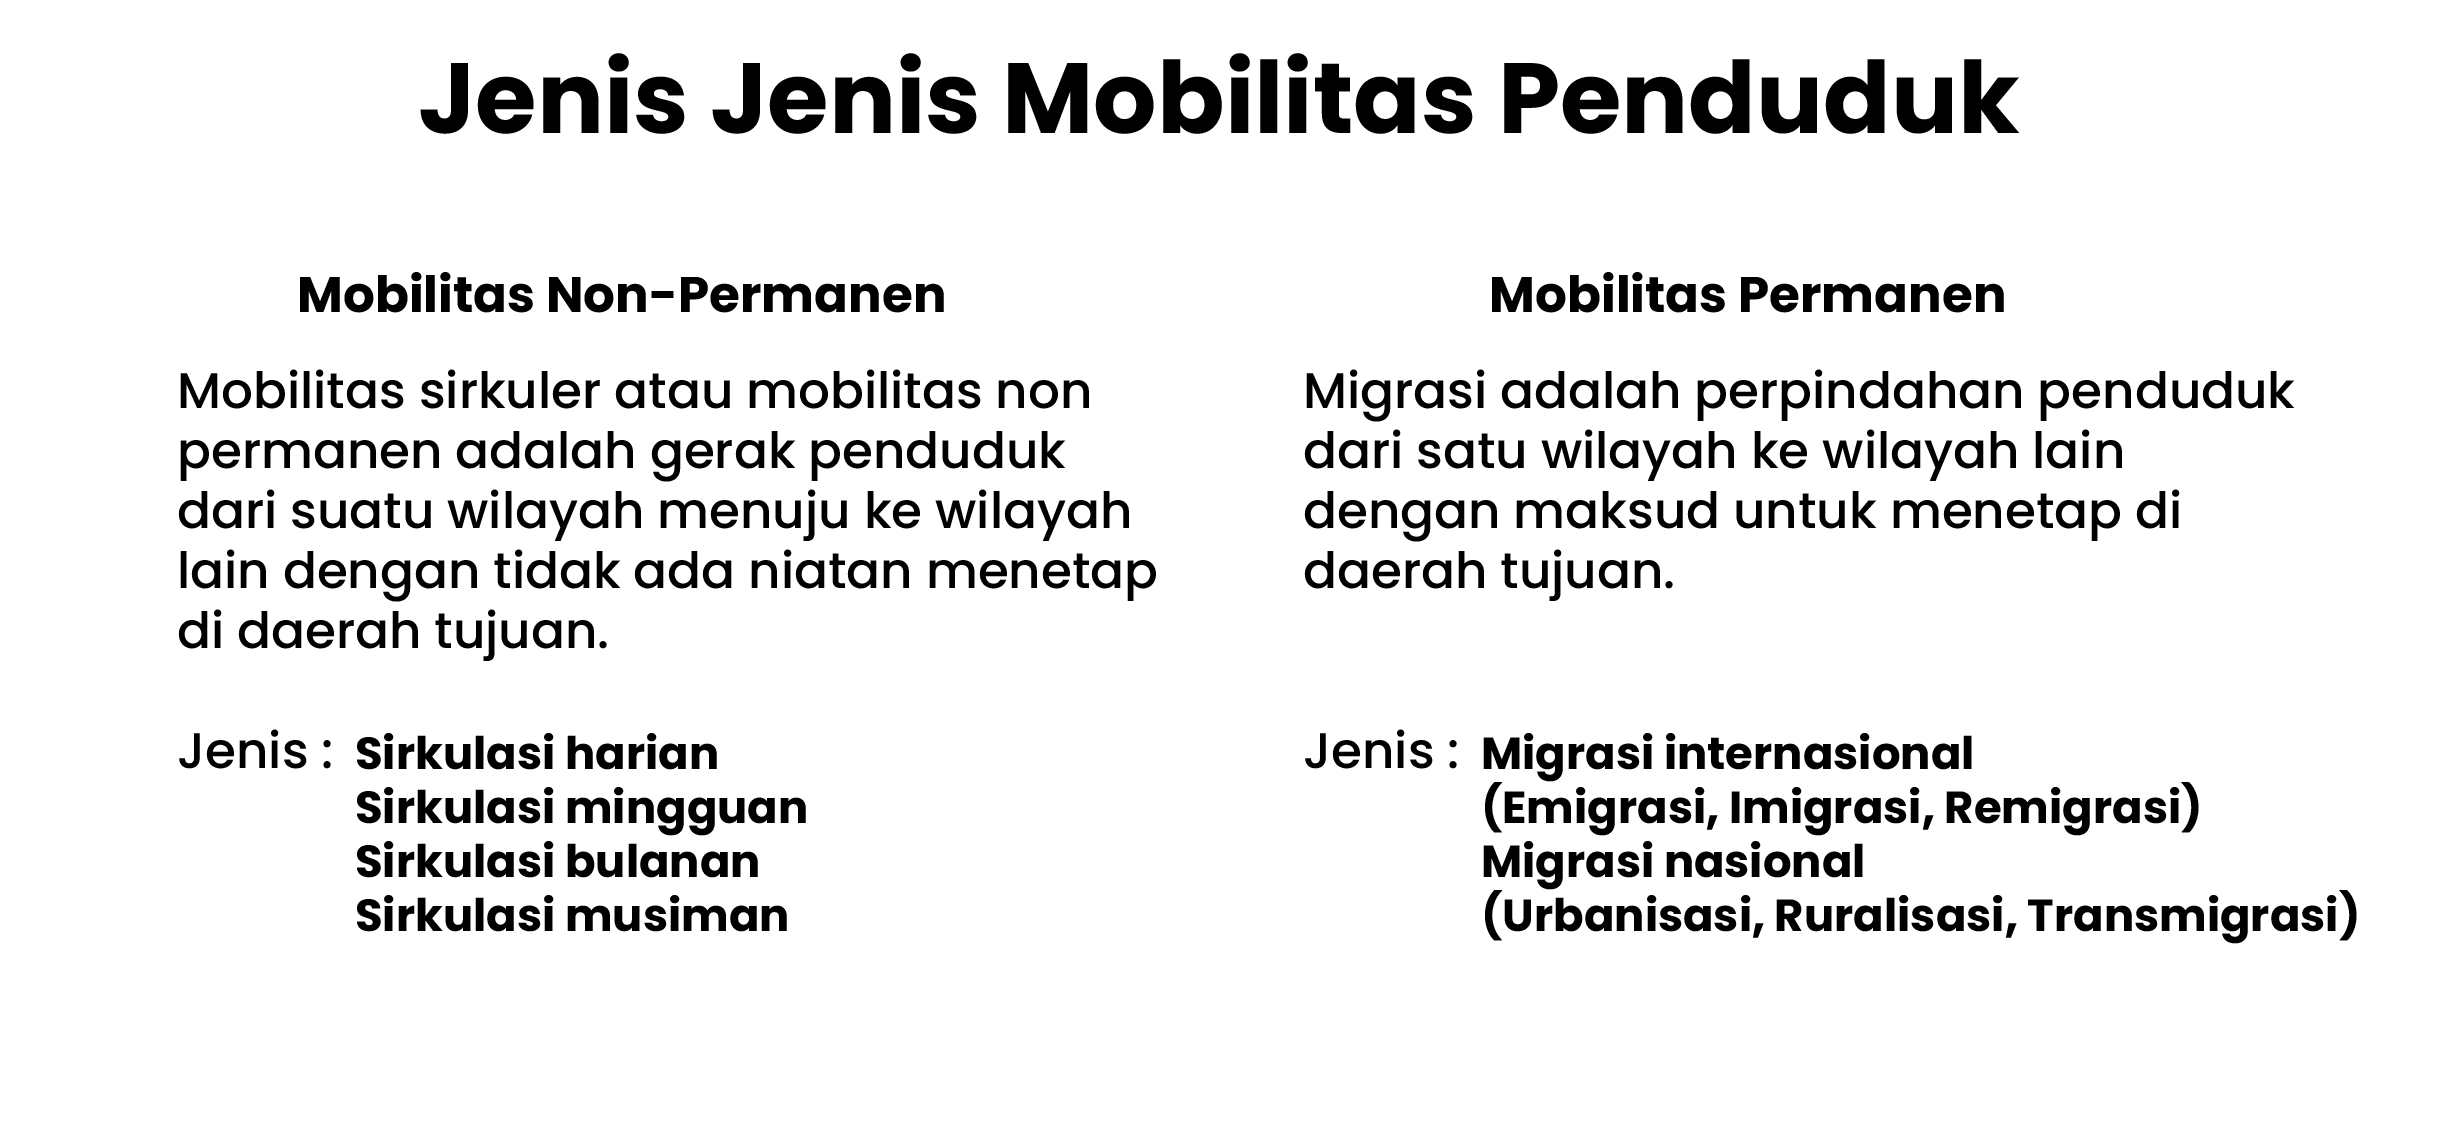 Jenis Jenis Mobilitas Penduduk
Mobilitas Non-Permanen
Mobilitas sirkuler atau mobilitas non
permanen adalah gerak penduduk
dari suatu wilayah menuju ke wilayah
lain dengan tidak ada niatan menetap
di daerah tujuan.
Jenis : Sirkulasi harian
Sirkulasi mingguan
Sirkulasi bulanan
Sirkulasi musiman
Mobilitas Permanen
Migrasi adalah perpindahan penduduk
dari satu wilayah ke wilayah lain
dengan maksud untuk menetap di
daerah tujuan.
Jenis : Migrasi internasional
(Emigrasi, Imigrasi, Remigrasi)
Migrasi nasional
(Urbanisasi, Ruralisasi, Transmigrasi)